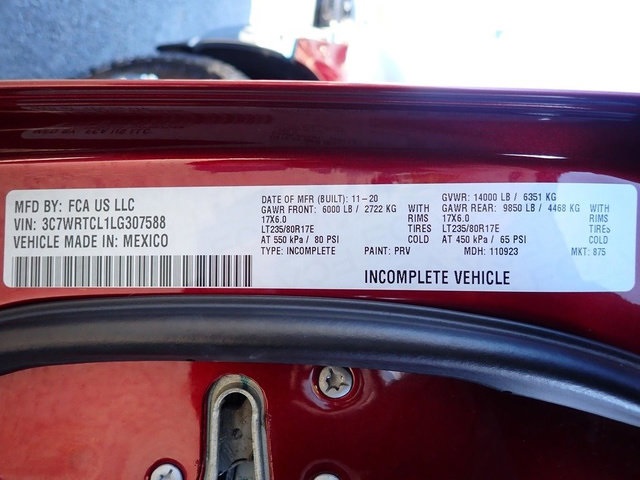 MFD BY: FCA US LLC
VIN: 3C7WRTCL1LG307588
VEHICLE MADE IN: MEXICO
DATE OF MFR (BUILT): 11-20
GAWR FRONT: 6000 LB / 2722 KG WITH
17X6.0 RIMS
LT235/80R17E TIRES
AT 550 kPa / 80 PSI COLD
TYPE: INCOMPLETE PAINT: PRV
GVWR: 14000 LB / 6351 KG
GAWR REAR: 9850 LB / 4468 KG WITH
17X6.0 RIMS
LT235/80R17E TIRES
AT 450 kPa / 65 PSI COLD
MDH: 110923 MKT: 875
INCOMPLETE VEHICLE